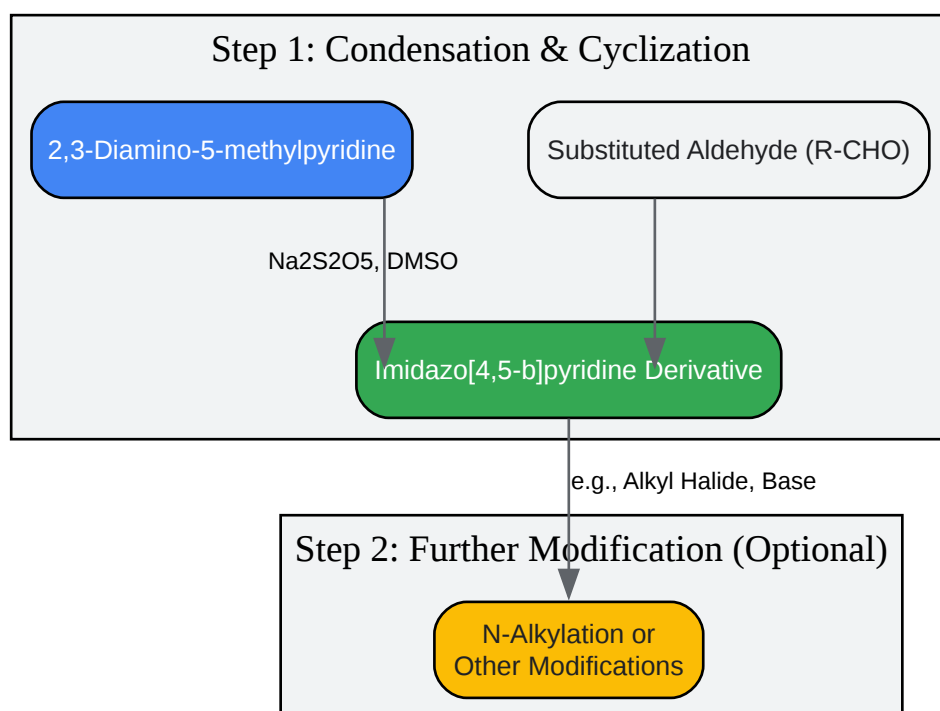 Step 1: Condensation & Cyclization
2,3-Diamino-5-methylpyridine
Substituted Aldehyde (R-CHO)
Na2S2O5, DMSO
Imidazo[4,5-b]pyridine Derivative
e.g., Alkyl Halide, Base
Step 2: Further Modification (Optional)
N-Alkylation or
Other Modifications